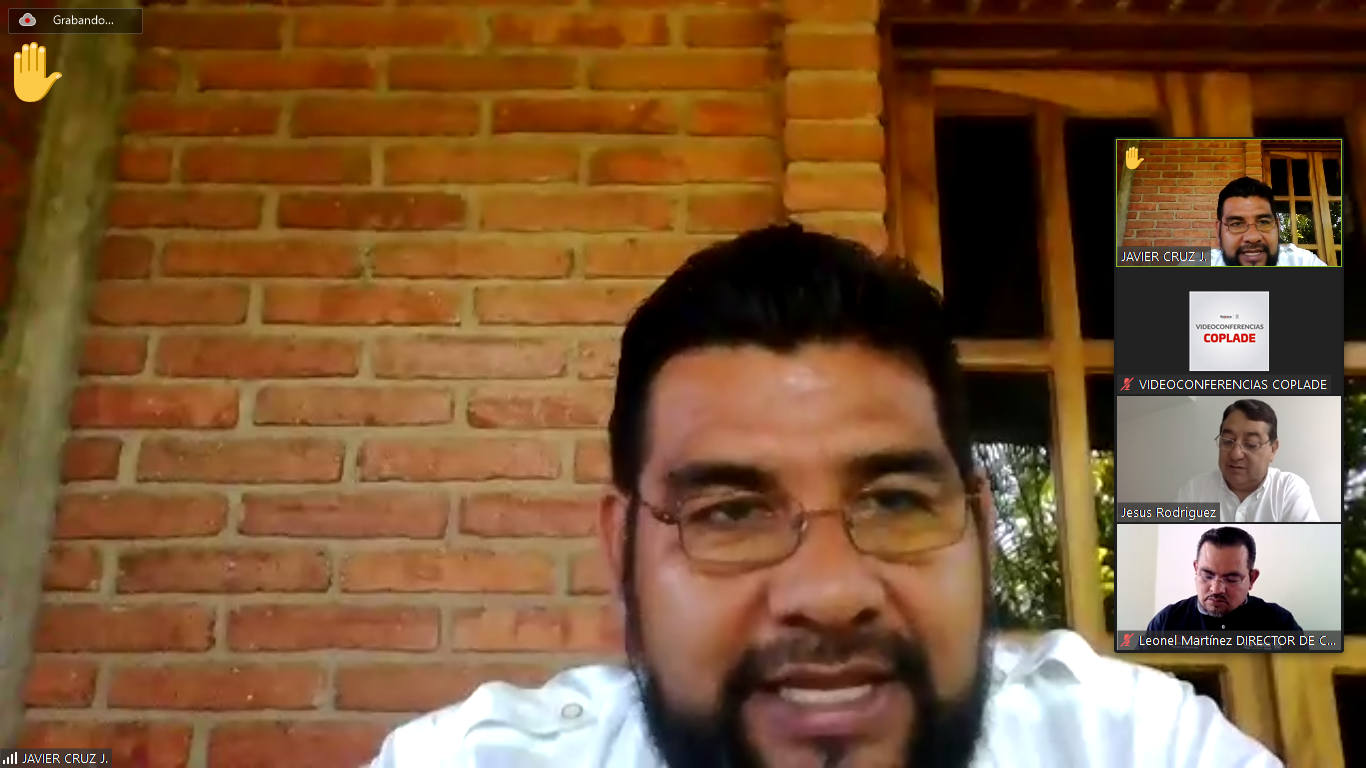 Grabando...
JAVIER CRUZ J.
VIDEOCONFERENCIAS
COPLADE
VIDEOCONFERENCIAS COPLADE
Jesus Rodriguez
Leonel Martínez DIRECTOR DE C...
JAVIER CRUZ J.